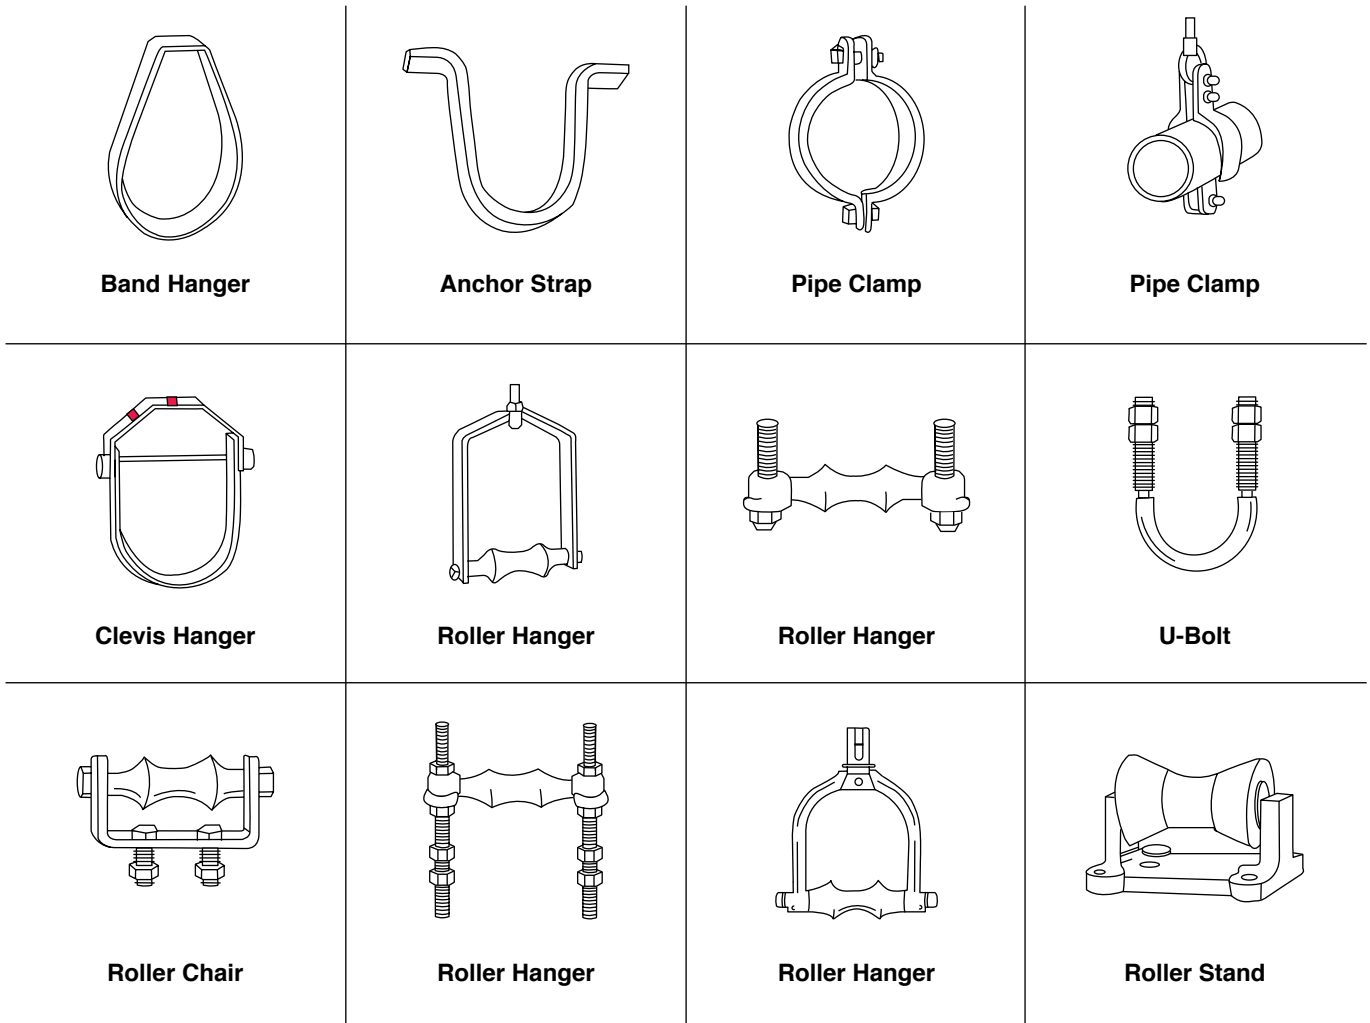 Band Hanger
Anchor Strap
Pipe Clamp
Pipe Clamp
Clevis Hanger
Roller Hanger
Roller Hanger
U-Bolt
Roller Chair
Roller Hanger
Roller Hanger
Roller Stand